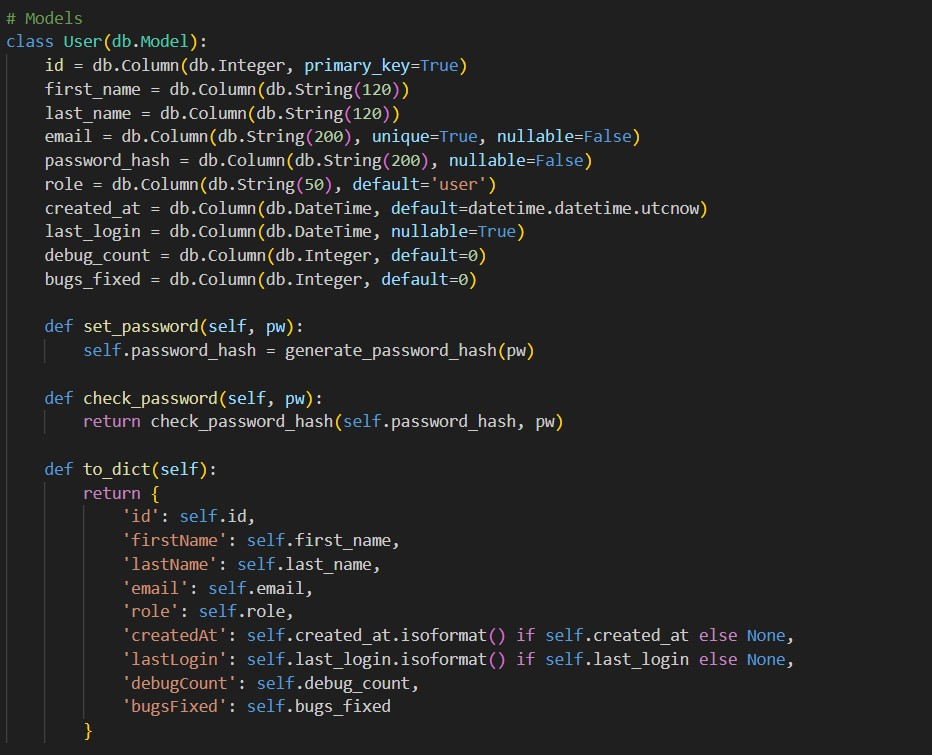 # Models
class User(db.Model):
    id = db.Column(db.Integer, primary_key=True)
    first_name = db.Column(db.String(120))
    last_name = db.Column(db.String(120))
    email = db.Column(db.String(200), unique=True, nullable=False)
    password_hash = db.Column(db.String(200), nullable=False)
    role = db.Column(db.String(50), default='user')
    created_at = db.Column(db.DateTime, default=datetime.datetime.utcnow)
    last_login = db.Column(db.DateTime, nullable=True)
    debug_count = db.Column(db.Integer, default=0)
    bugs_fixed = db.Column(db.Integer, default=0)

    def set_password(self, pw):
        self.password_hash = generate_password_hash(pw)

    def check_password(self, pw):
        return check_password_hash(self.password_hash, pw)

    def to_dict(self):
        return {
            'id': self.id,
            'firstName': self.first_name,
            'lastName': self.last_name,
            'email': self.email,
            'role': self.role,
            'createdAt': self.created_at.isoformat() if self.created_at else None,
            'lastLogin': self.last_login.isoformat() if self.last_login else None,
            'debugCount': self.debug_count,
            'bugsFixed': self.bugs_fixed
        }